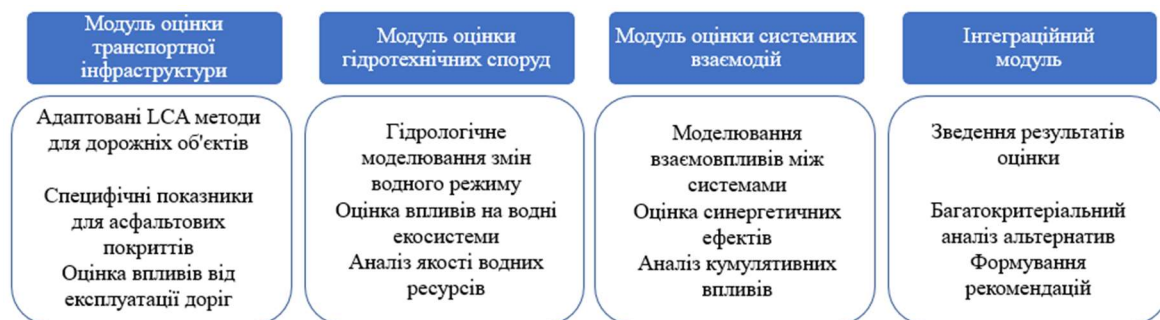 Модуль оцінки
транспортної
інфраструктури
Адаптовані LCA методи
для дорожніх об'єктів
Специфічні показники
для асфальтових
покриттів
Оцінка впливів від
експлуатації доріг
Модуль оцінки
гідротехнічних споруд
Гідрологічне
моделювання змін
водного режиму
Оцінка впливів на водні
екосистеми
Аналіз якості водних
ресурсів
Модуль оцінки системних
взаємодій
Моделювання
взаємовпливів між
системами
Оцінка синергетичних
ефектів
Аналіз кумулятивних
впливів
Інтеграційний
модуль
Зведення результатів
оцінки
Багатокритеріальний
аналіз альтернатив
Формування
рекомендацій